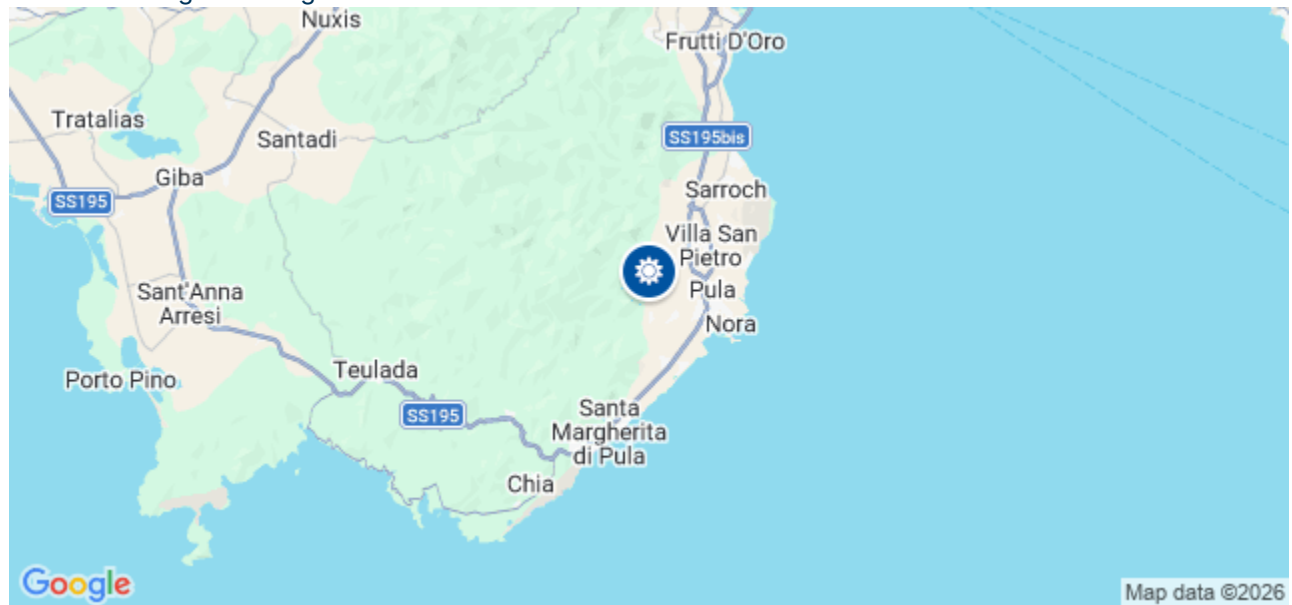 Nuxis
Frutti D'Oro
Tratalias
Santadi
SS195bis
Giba
SS195
Sarroch
Villa San
Pietro
Sant'Anna
Arresi
Pula
Nora
Teulada
Porto Pino
SS195
Santa
Margherita
di Pula
Chia
Google
Map data ©2026